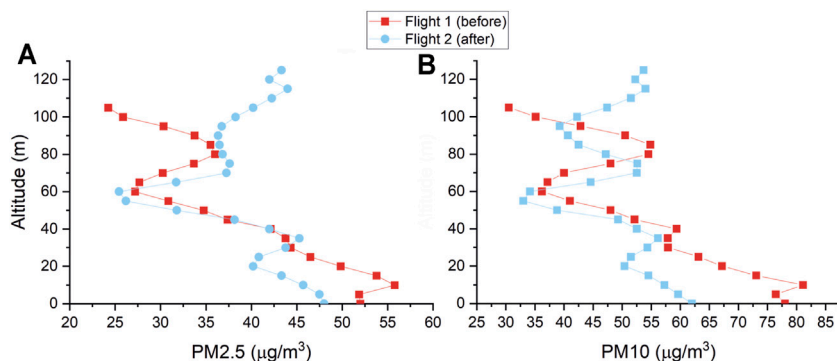 Flight 1 (before)
Flight 2 (after)
A
B
120
100
80
60
40
20
0
Altitude (m)
20 25 30 35 40 45 50 55 60
PM2.5 (μg/m³)
120
100
80
60
40
20
0
Altitude (m)
25 30 35 40 45 50 55 60 65 70 75 80 85
PM10 (μg/m³)